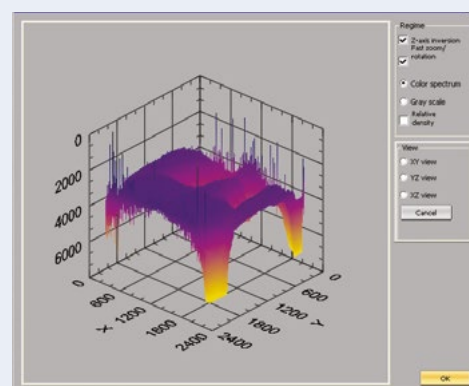 Regime
Z-axis inversion
Fast zoom/
rotation
Color spectrum
Gray scale
Relative
density
View
XY view
YZ view
XZ view
Cancel
OK
0
2000
4000
6000
0
600
1200
1800
2400
X
0
600
1200
1800
2400
Y